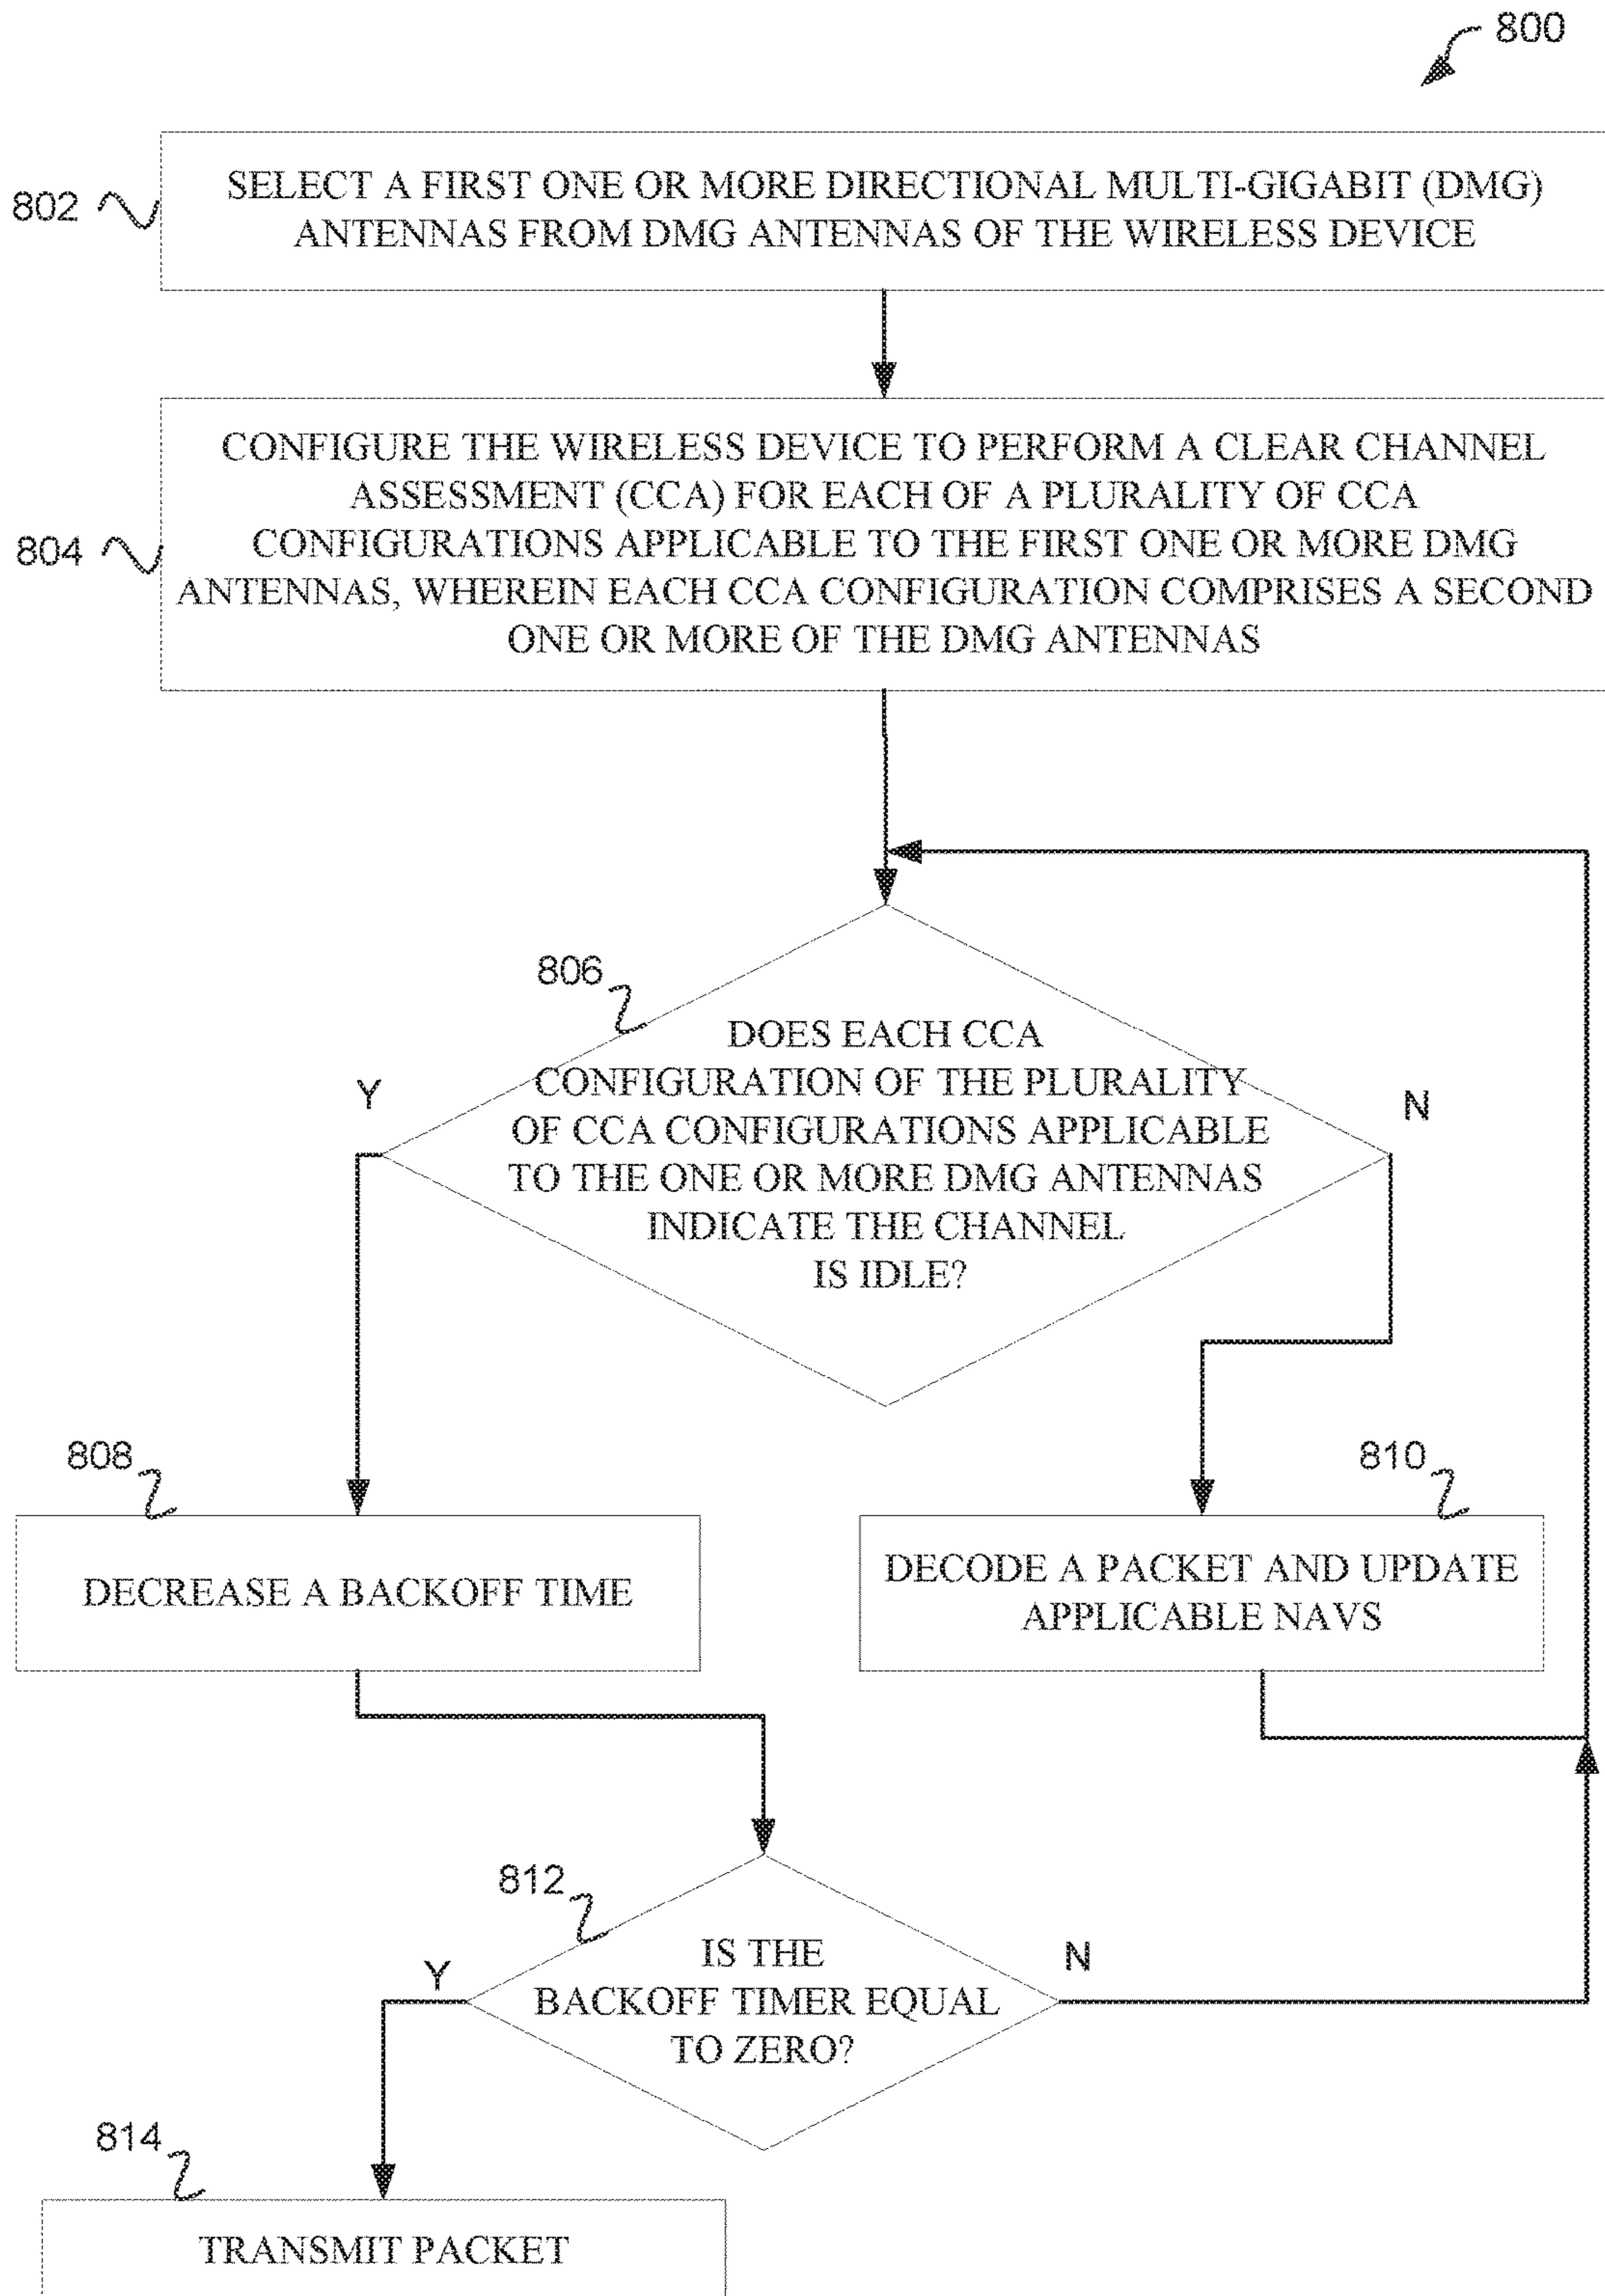 800
802
SELECT A FIRST ONE OR MORE DIRECTIONAL MULTI-GIGABIT (DMG)
ANTENNAS FROM DMG ANTENNAS OF THE WIRELESS DEVICE
804
CONFIGURE THE WIRELESS DEVICE TO PERFORM A CLEAR CHANNEL
ASSESSMENT (CCA) FOR EACH OF A PLURALITY OF CCA
CONFIGURATIONS APPLICABLE TO THE FIRST ONE OR MORE DMG
ANTENNAS, WHEREIN EACH CCA CONFIGURATION COMPRISES A SECOND
ONE OR MORE OF THE DMG ANTENNAS
806
DOES EACH CCA
CONFIGURATION OF THE PLURALITY
OF CCA CONFIGURATIONS APPLICABLE
TO THE ONE OR MORE DMG ANTENNAS
INDICATE THE CHANNEL
IS IDLE?
Y
N
808
DECREASE A BACKOFF TIME
810
DECODE A PACKET AND UPDATE
APPLICABLE NAVS
812
IS THE
BACKOFF TIMER EQUAL
TO ZERO?
Y
N
814
TRANSMIT PACKET